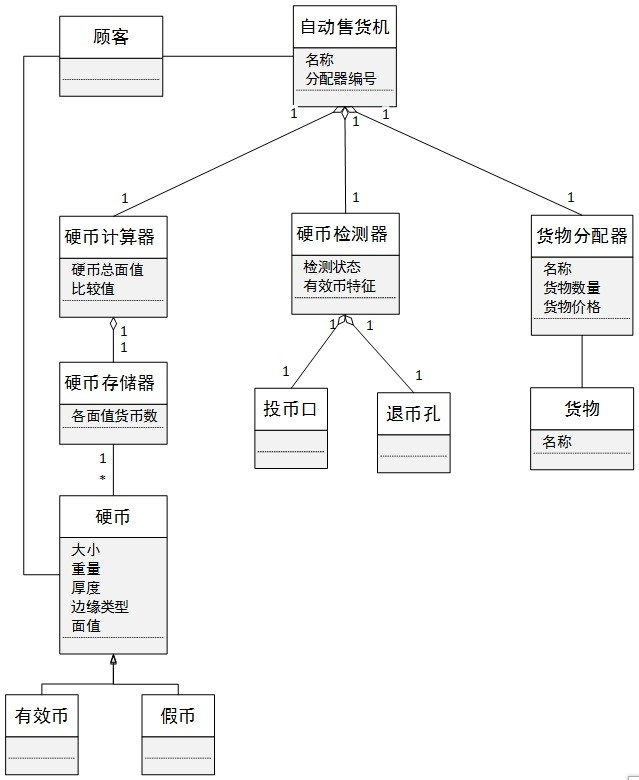 顾客
自动售货机
名称
分配器编号
1
1
1
1
1
1
硬币计算器
硬币总面值
比较值
硬币检测器
检测状态
有效币特征
货物分配器
名称
货物数量
货物价格
1
1
1
1
硬币存储器
各面值货币数
1
1
投币口
退币孔
货物
名称
1
*
硬币
大小
重量
厚度
边缘类型
面值
有效币
假币